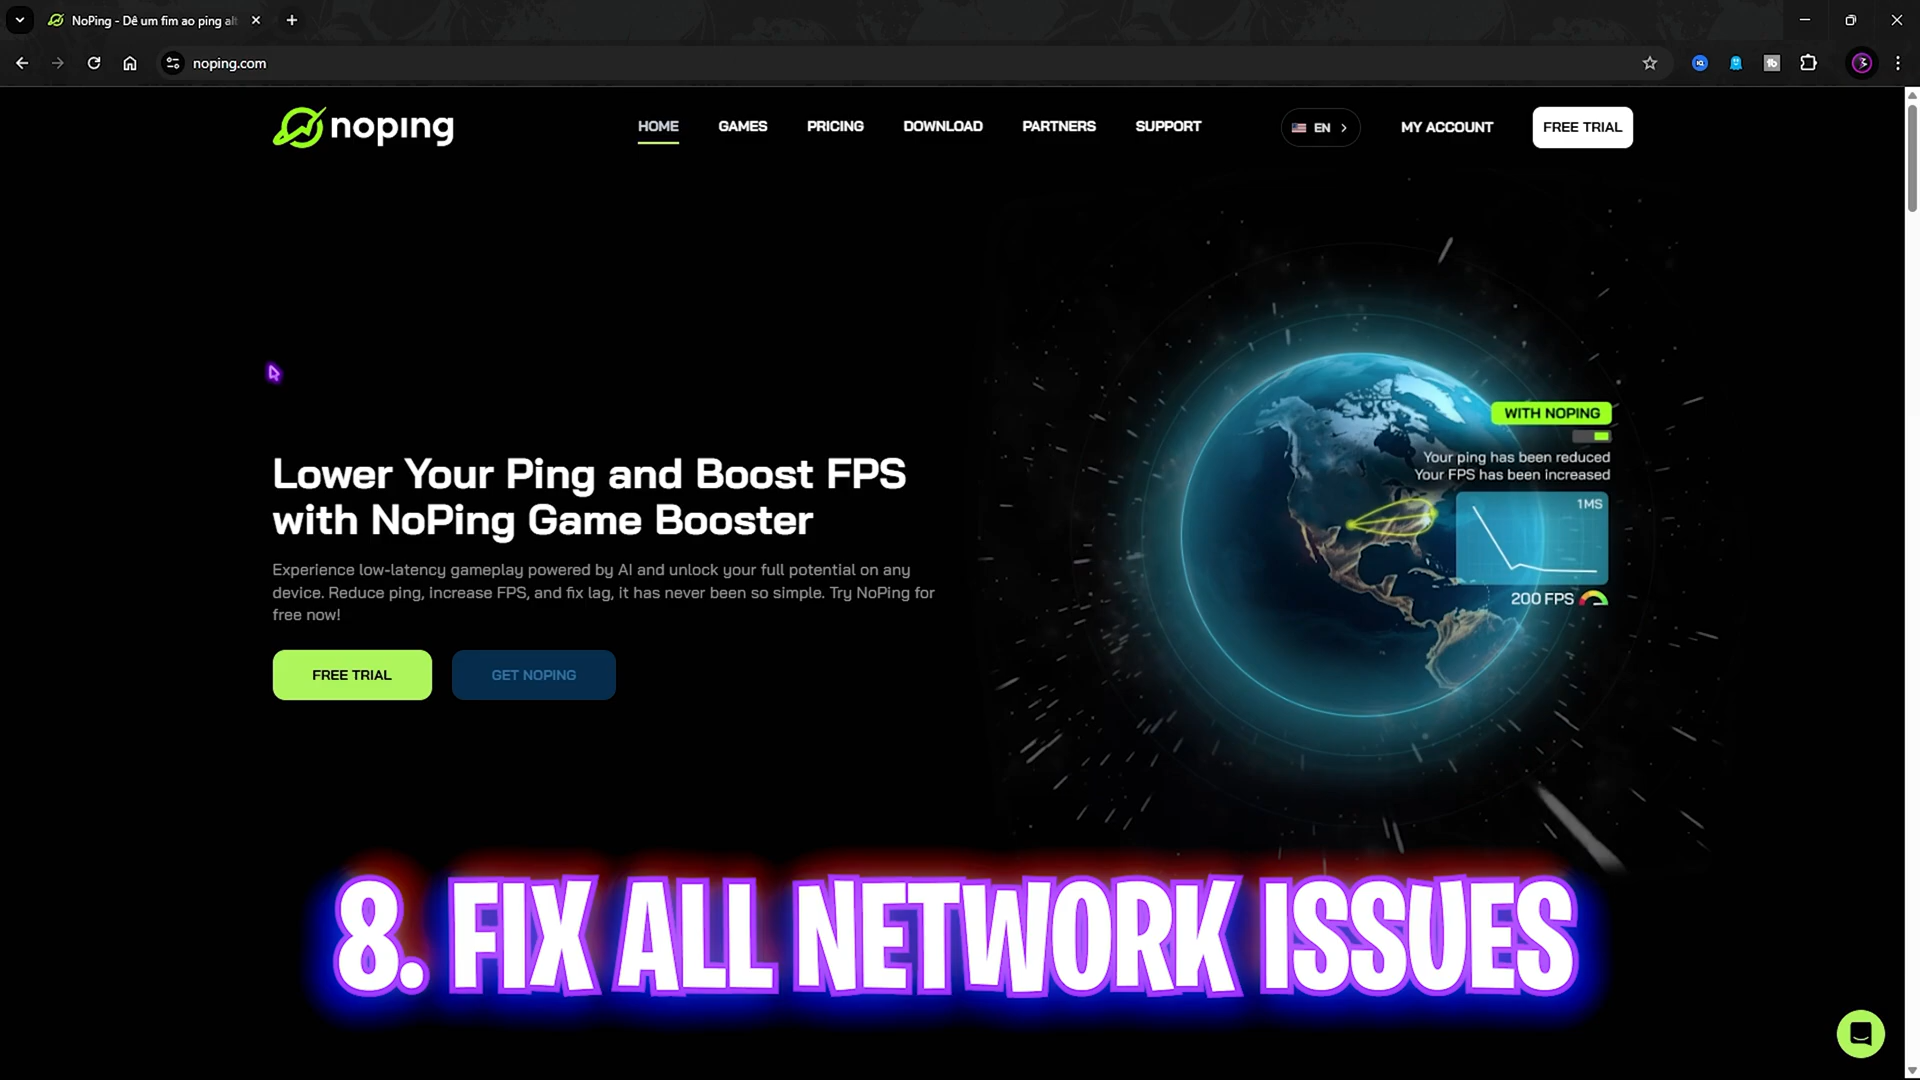 NoPing - Dê um fim ao ping alt
noping.com
noping
HOME
GAMES
PRICING
DOWNLOAD
PARTNERS
SUPPORT
EN
MY ACCOUNT
FREE TRIAL
WITH NOPING
Your ping has been reduced
Your FPS has been increased
1MS
200 FPS
Lower Your Ping and Boost FPS
with NoPing Game Booster
Experience low-latency gameplay powered by AI and unlock your full potential on any
device. Reduce ping, increase FPS, and fix lag, it has never been so simple. Try NoPing for
free now!
FREE TRIAL
GET NOPING
8. FIX ALL NETWORK ISSUES